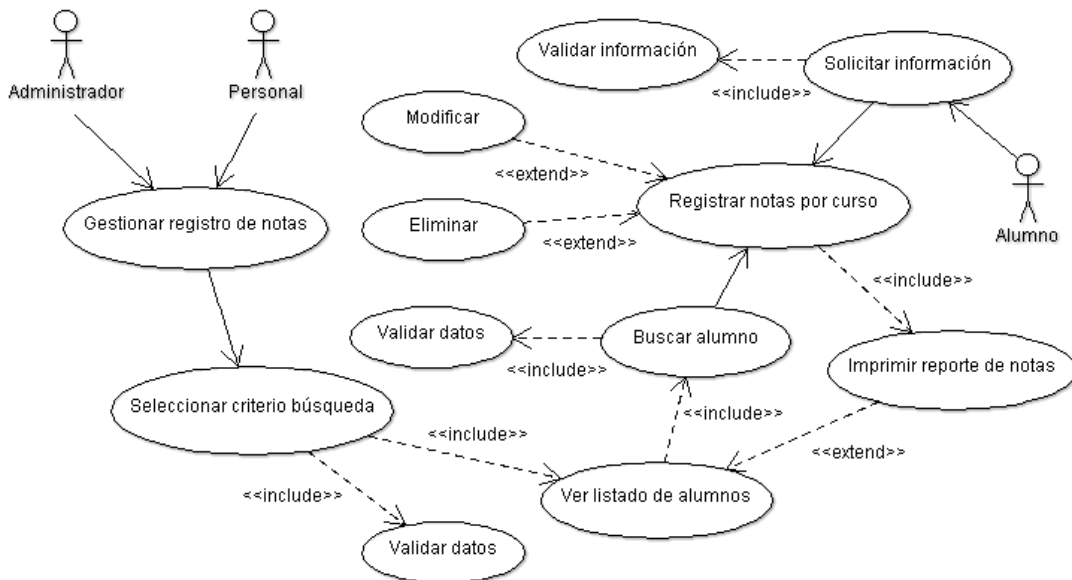 Validar información
Solicitar información
<<include>>
Administrador
Personal
Modificar
<<extend>>
Registrar notas por curso
Alumno
Gestionar registro de notas
Eliminar
<<extend>>
<<include>>
Validar datos
Buscar alumno
<<include>>
Imprimir reporte de notas
Seleccionar criterio búsqueda
<<include>>
<<include>>
<<extend>>
<<include>>
Ver listado de alumnos
Validar datos